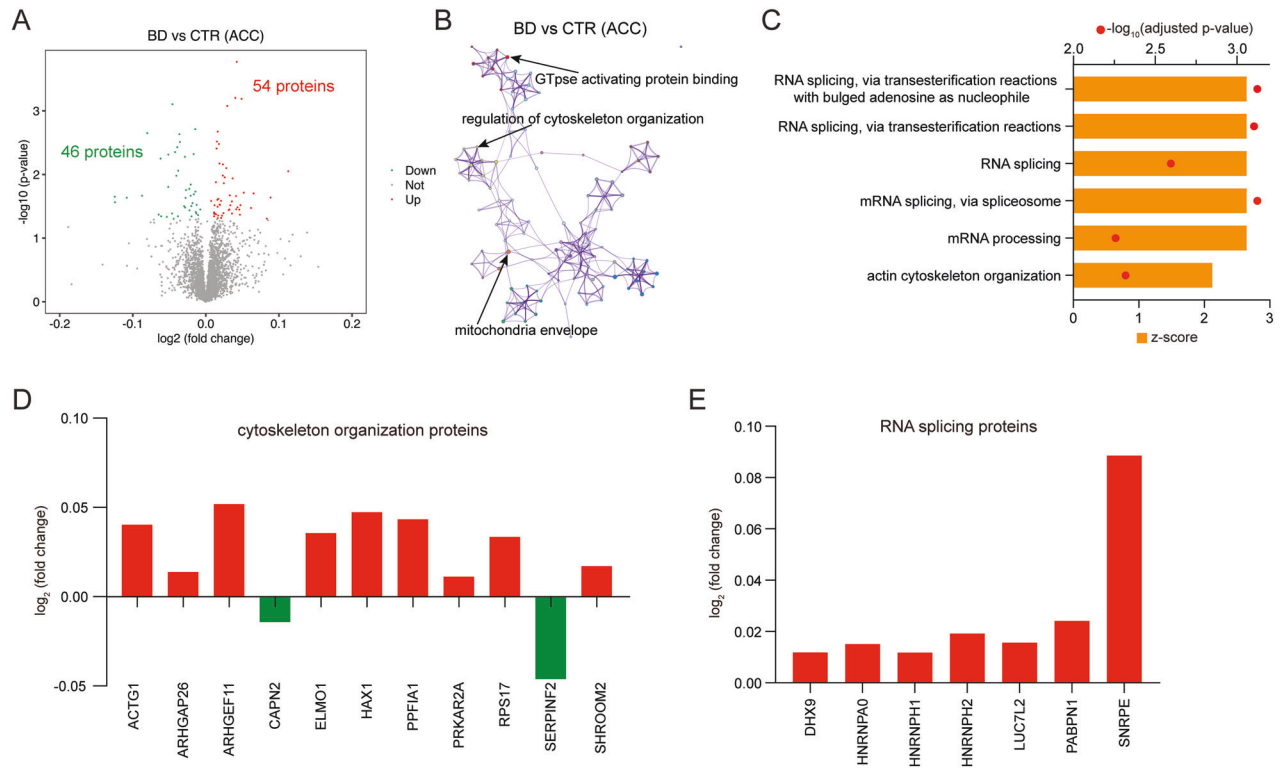 A
BD vs CTR (ACC)
54 proteins
46 proteins
-log10 (p-value)
3
2
1
0
-0.2
-0.1
0.0
0.1
0.2
log2 (fold change)
Down
Not
Up
B
BD vs CTR (ACC)
GTpse activating protein binding
regulation of cytoskeleton organization
mitochondria envelope
C
-log10(adjusted p-value)
2.0
2.5
3.0
RNA splicing, via transesterification reactions
with bulged adenosine as nucleophile
RNA splicing, via transesterification reactions
RNA splicing
mRNA splicing, via spliceosome
mRNA processing
actin cytoskeleton organization
0
1
2
3
z-score
D
cytoskeleton organization proteins
log2 (fold change)
0.10
0.05
0.00
-0.05
ACTG1
ARHGAP26
ARHGEF11
CAPN2
ELMO1
HAX1
PPFIA1
PRKAR2A
RPS17
SERPINF2
SHROOM2
E
RNA splicing proteins
log2 (fold change)
0.10
0.08
0.06
0.04
0.02
0.00
DHX9
HNRNPA0
HNRNPH1
HNRNPH2
LUC7L2
PABPN1
SNRPE